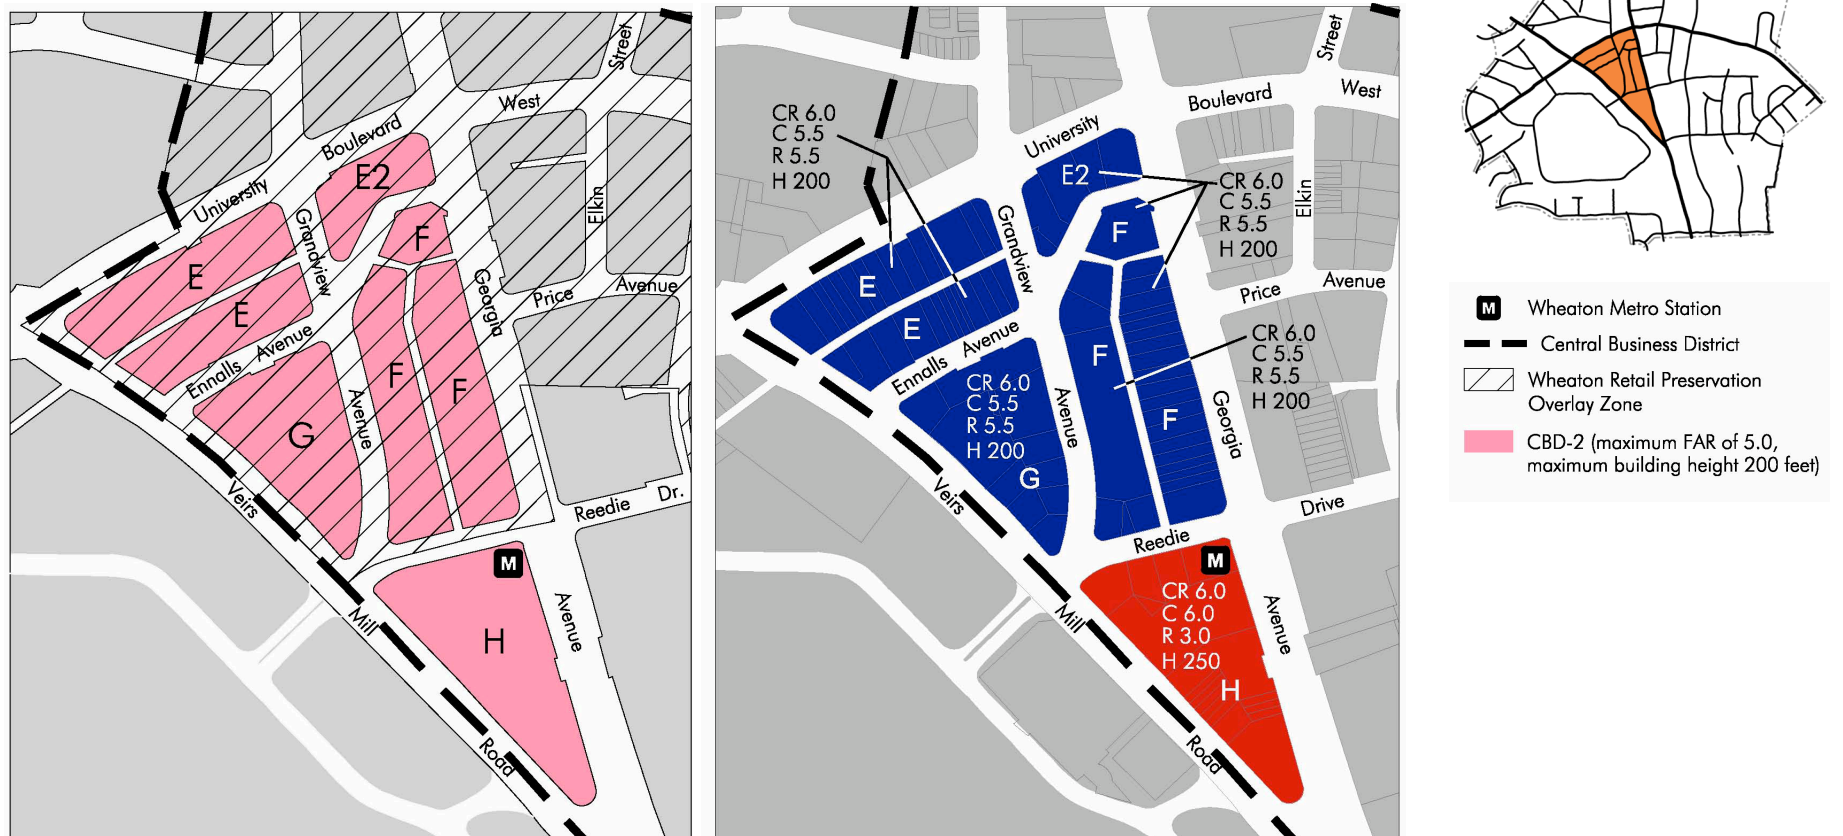 Street
West
Boulevard
E2
University
Grandview
Elkin
F
E
Georgia
E
Price
Avenue
Ennalls
Avenue
F
F
G
Avenue
Veirs
Reedie
Dr.
M
Mill
Avenue
H
Road
Street
West
Boulevard
CR 6.0
C 5.5
R 5.5
H 200
University
E2
CR 6.0
C 5.5
R 5.5
H 200
Elkin
Grandview
F
E
E
Price
Avenue
Ennalls
Avenue
CR 6.0
C 5.5
R 5.5
H 200
F
CR 6.0
C 5.5
R 5.5
H 200
G
Avenue
F
Georgia
Veirs
Reedie
Drive
M
CR 6.0
C 6.0
R 3.0
H 250
Mill
Avenue
H
Road
M
Wheaton Metro Station
Central Business District
Wheaton Retail Preservation
Overlay Zone
CBD-2 (maximum FAR of 5.0,
maximum building height 200 feet)